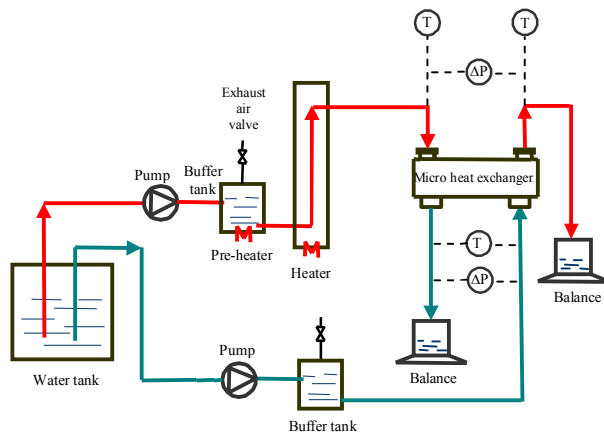 T
T
ΔP
Exhaust
air
valve
Pump
Buffer
tank
Micro heat exchanger
Pre-heater
Heater
T
ΔP
Balance
Balance
Water tank
Pump
Buffer tank